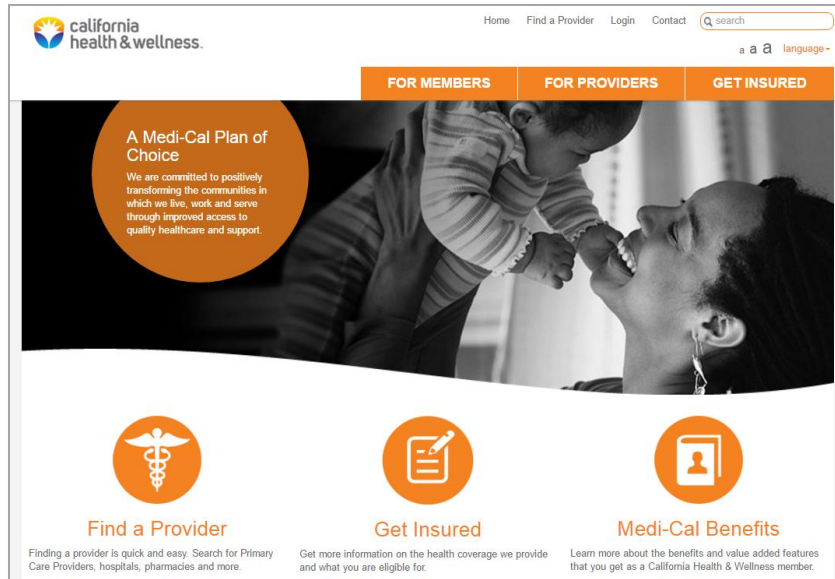 california
health & wellness.
Home Find a Provider Login Contact search
a a a language
FOR MEMBERS FOR PROVIDERS GET INSURED
A Medi-Cal Plan of
Choice
We are committed to positively
transforming the communities in
which we live, work and serve
through improved access to
quality healthcare and support.
Find a Provider
Finding a provider is quick and easy. Search for Primary
Care Providers, hospitals, pharmacies and more.
Get Insured
Get more information on the health coverage we provide
and what you are eligible for.
Medi-Cal Benefits
Learn more about the benefits and value added features
that you get as a California Health & Wellness member.